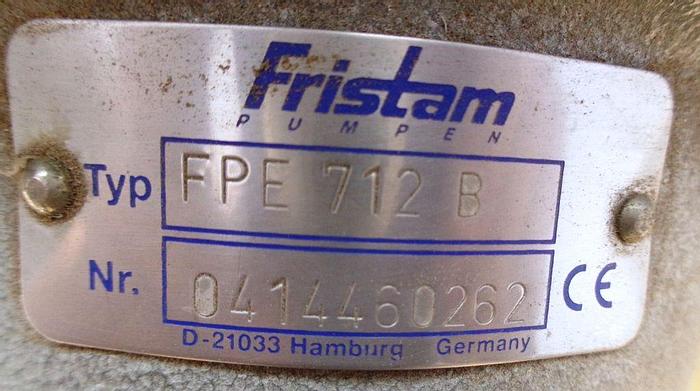 Fristam
PUMPEN
Typ FPE 712 B
Nr. 0414460262 CE
D-21033 Hamburg Germany